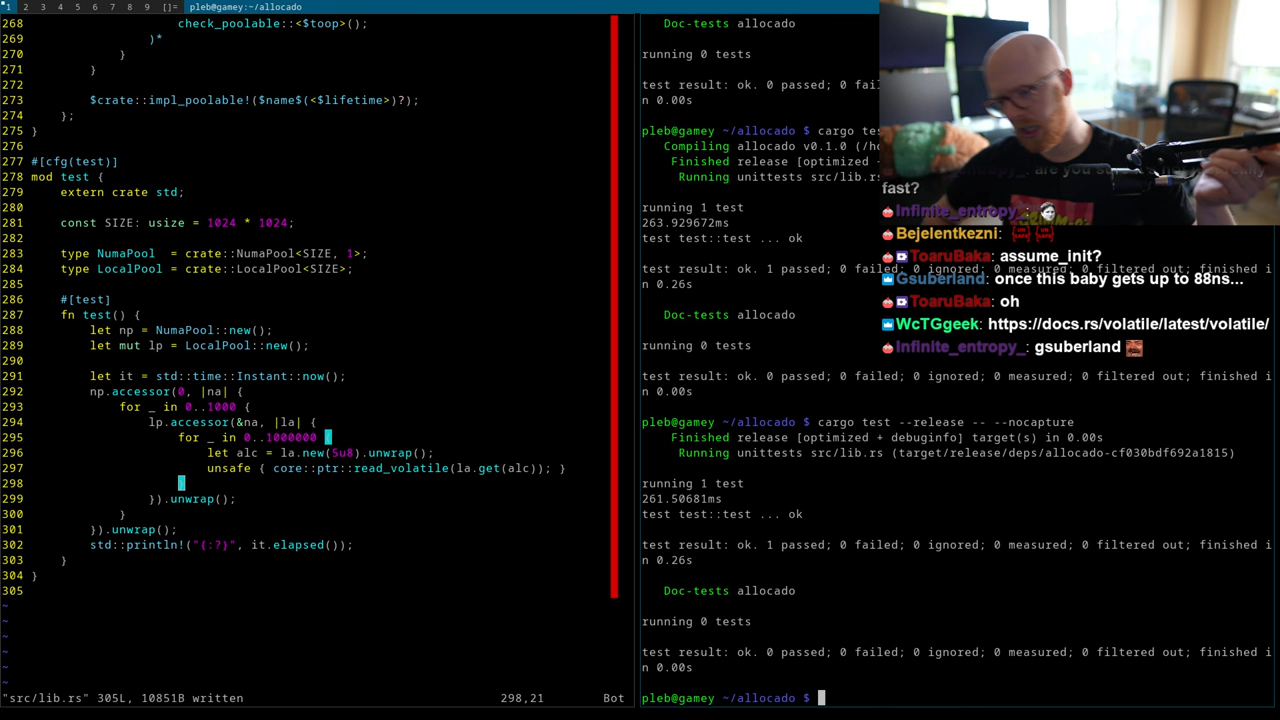 1 2 3 4 5 6 7 8 9 []= pleb@gamey:~/allocado
268 check_poolable::<$toop>();
269 )*
270 }
271 }
272
273 $crate::impl_poolable!($name$(<$lifetime>)?);
274 };
275 }
276
277 #[cfg(test)]
278 mod test {
279 extern crate std;
280
281 const SIZE: usize = 1024 * 1024;
282
283 type NumaPool = crate::NumaPool<SIZE, 1>;
284 type LocalPool = crate::LocalPool<SIZE>;
285
286 #[test]
287 fn test() {
288 let np = NumaPool::new();
289 let mut lp = LocalPool::new();
290
291 let it = std::time::Instant::now();
292 np.accessor(0, |na| {
293 for _ in 0..1000 {
294 lp.accessor(&na, |la| {
295 for _ in 0..1000000 {
296 let alc = la.new(5u8).unwrap();
297 unsafe { core::ptr::read_volatile(la.get(alc)); }
298 }
299 }).unwrap();
300 }
301 }).unwrap();
302 std::println!("{:?}", it.elapsed());
303 }
304 }
305
~
~
~
~
~
~
"src/lib.rs" 305L, 10851B written 298,21 Bot
Doc-tests allocado
running 0 tests
test result: ok. 0 passed; 0 fail
n 0.00s
pleb@gamey ~/allocado $ cargo tes
Compiling allocado v0.1.0 (/ho
Finished release [optimized +
Running unittests src/lib.rs
running 1 test
263.929672ms
test test::test ... ok
test result: ok. 1 passed; 0 failed; 0 ignored; 0 measured; 0 filtered out; finished i
n 0.26s
Doc-tests allocado
running 0 tests
test result: ok. 0 passed; 0 failed; 0 ignored; 0 measured; 0 filtered out; finished i
n 0.00s
pleb@gamey ~/allocado $ cargo test --release -- --nocapture
Finished release [optimized + debuginfo] target(s) in 0.00s
Running unittests src/lib.rs (target/release/deps/allocado-cf030bdf692a1815)
running 1 test
261.50681ms
test test::test ... ok
test result: ok. 1 passed; 0 failed; 0 ignored; 0 measured; 0 filtered out; finished i
n 0.26s
Doc-tests allocado
running 0 tests
test result: ok. 0 passed; 0 failed; 0 ignored; 0 measured; 0 filtered out; finished i
n 0.00s
pleb@gamey ~/allocado $
are you
really
fast?
Infinite_entropy_:
Bejelentkezni:
ToaruBaka: assume_init?
Gsuberland: once this baby gets up to 88ns...
ToaruBaka: oh
WcTGgeek: https://docs.rs/volatile/latest/volatile/
Infinite_entropy_: gsuberland